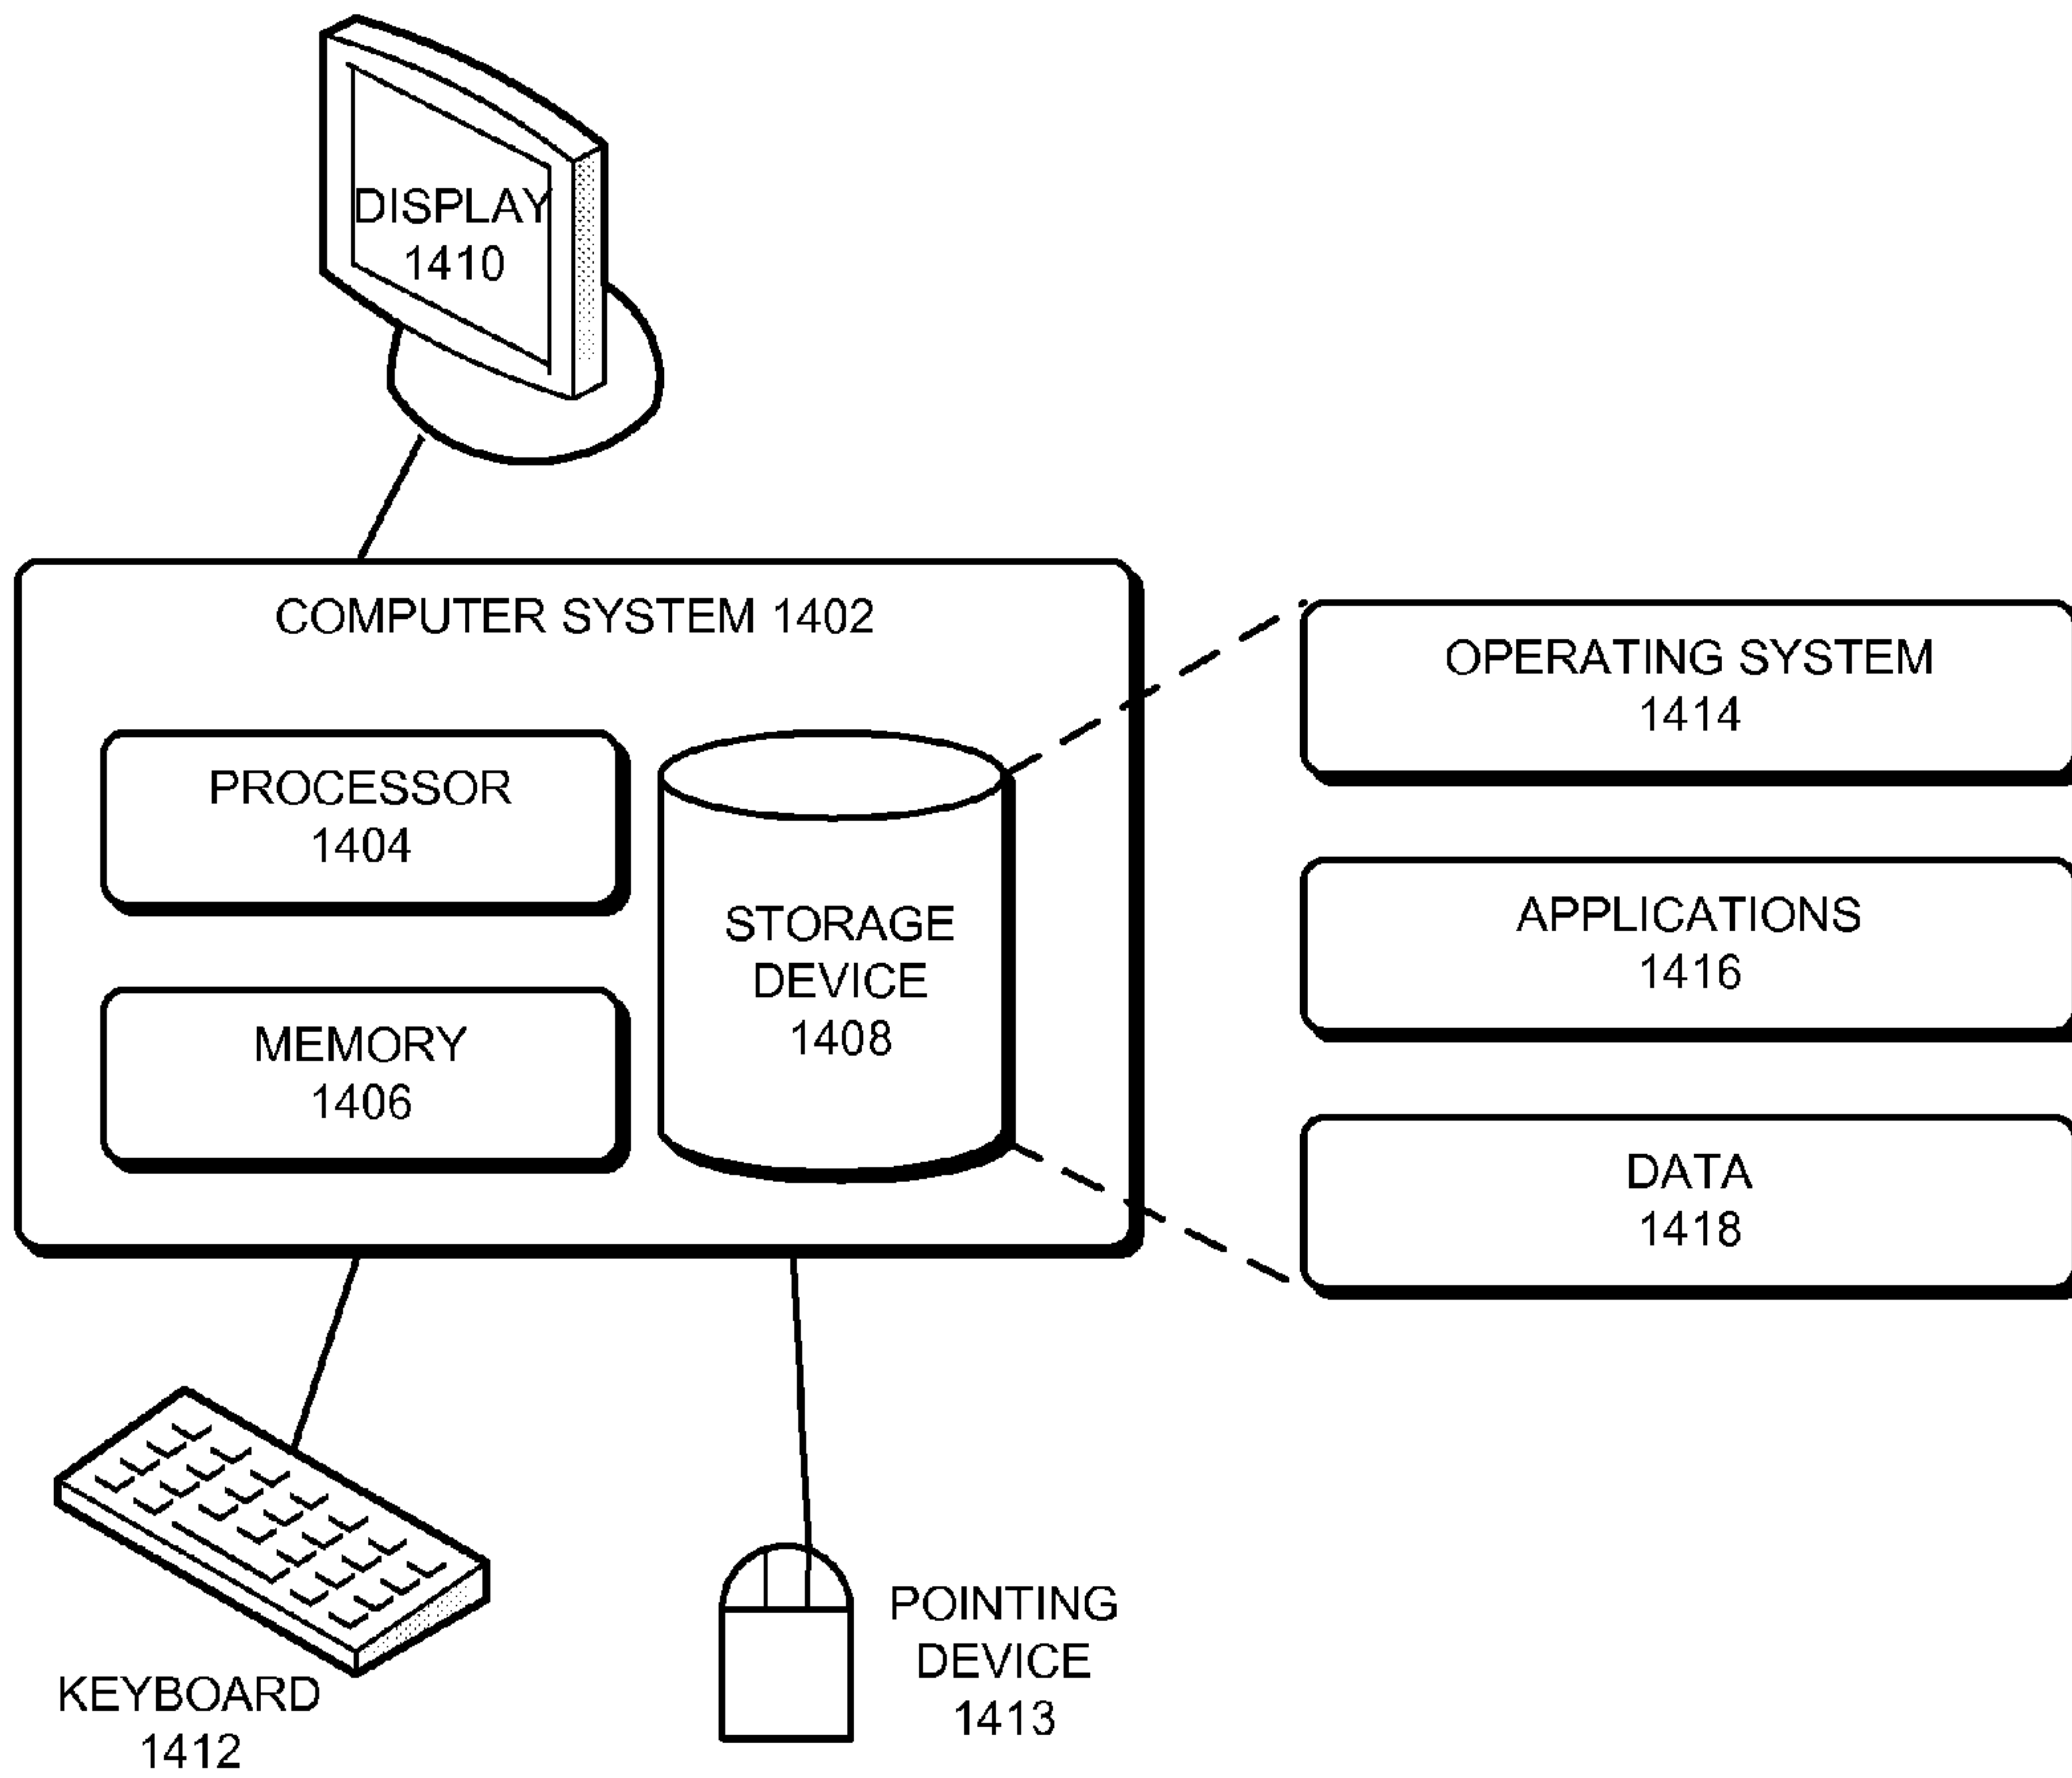 DISPLAY
1410
COMPUTER SYSTEM 1402
PROCESSOR
1404
MEMORY
1406
STORAGE
DEVICE
1408
OPERATING SYSTEM
1414
APPLICATIONS
1416
DATA
1418
KEYBOARD
1412
POINTING
DEVICE
1413